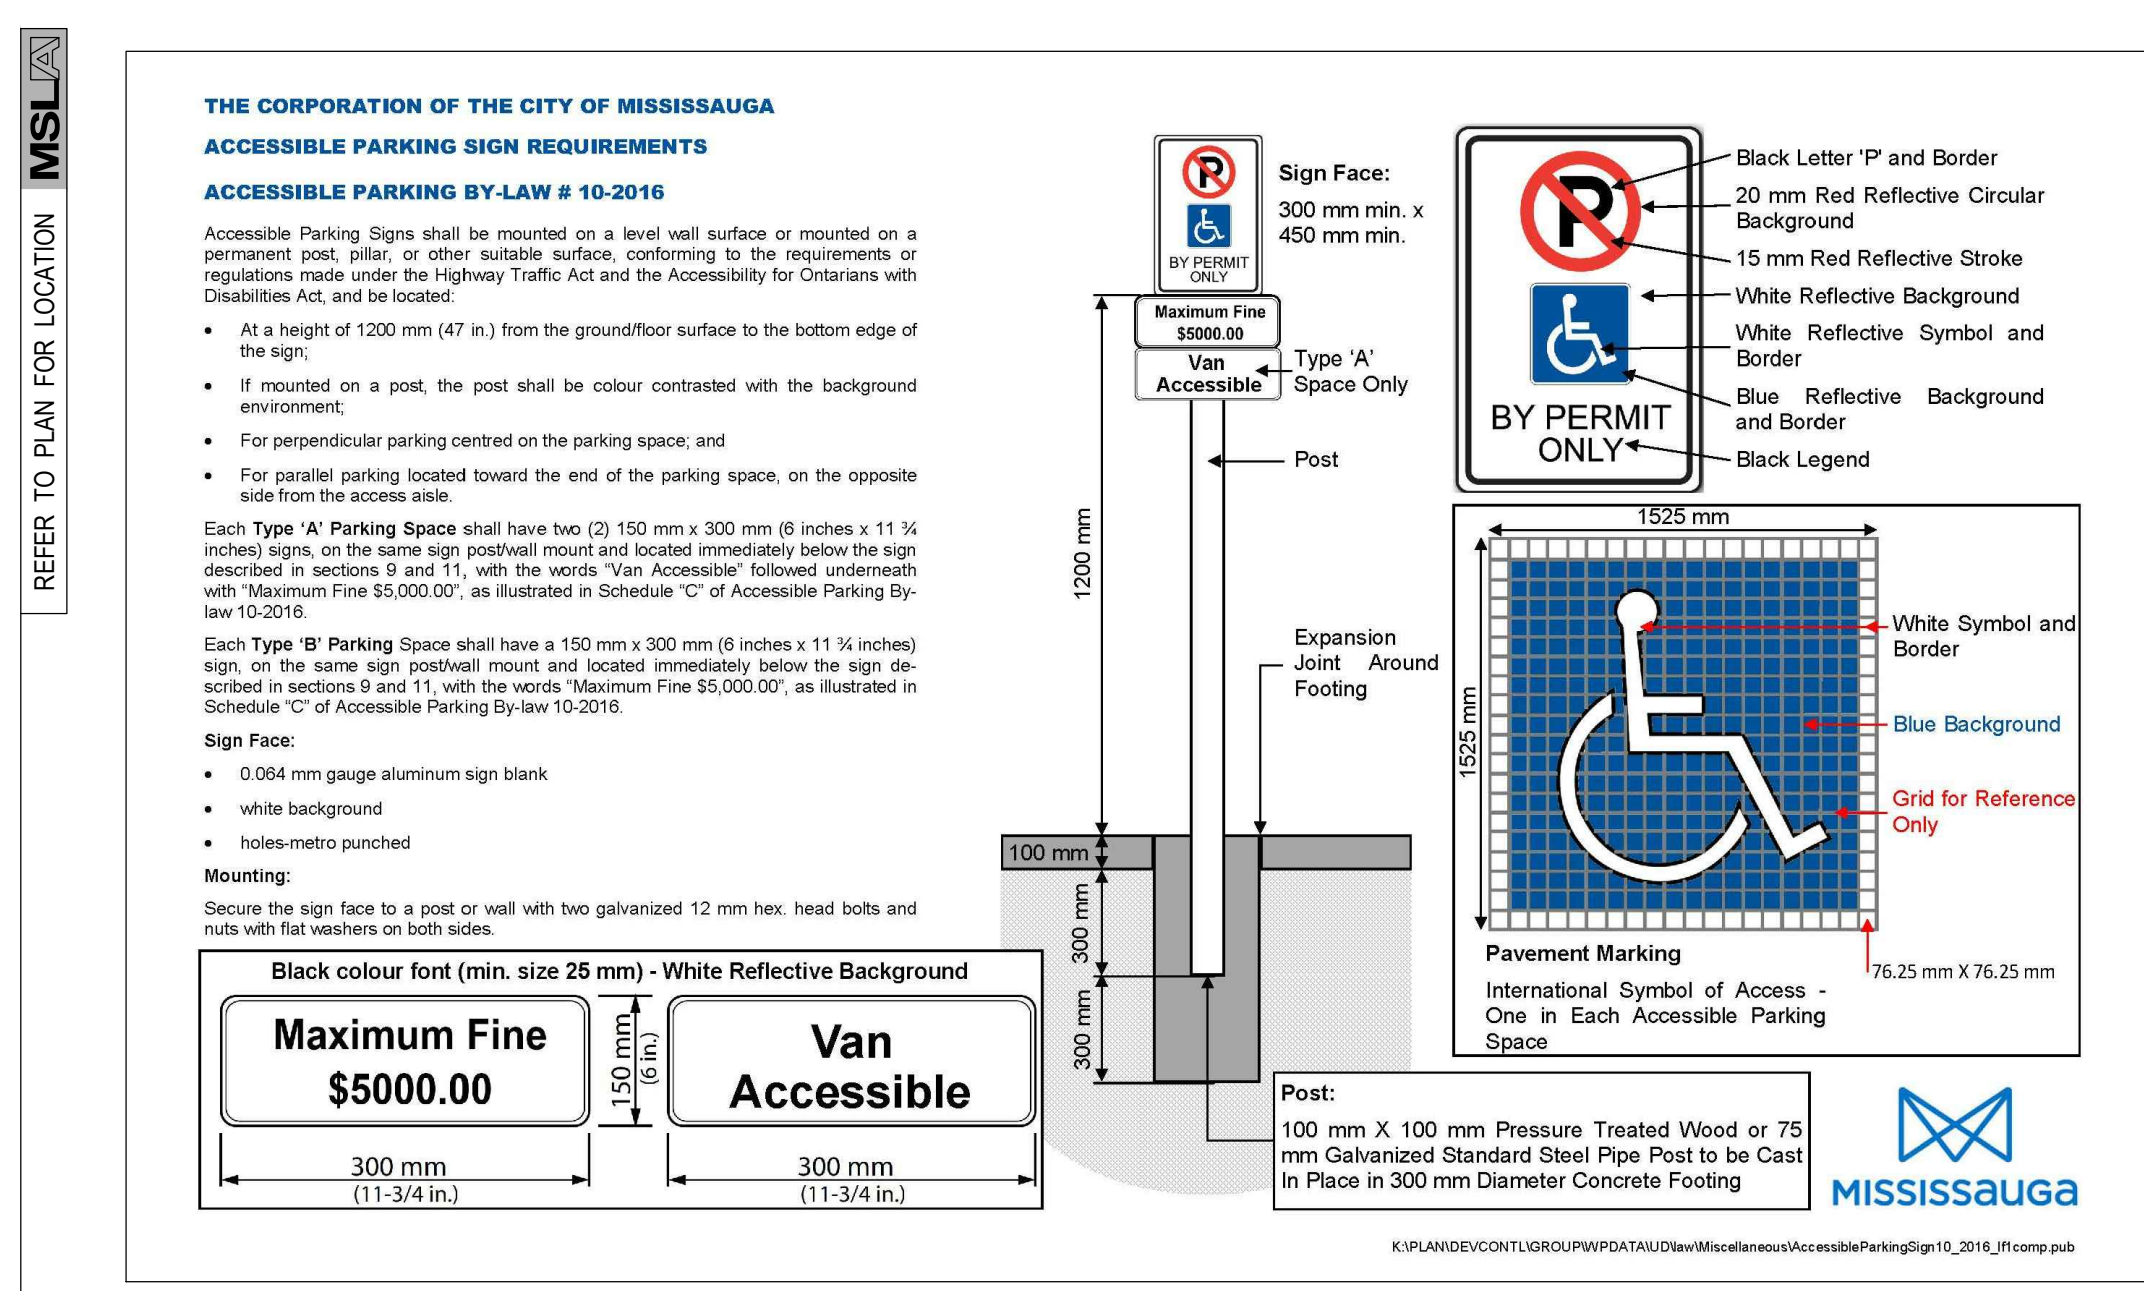 MSLA
REFER TO PLAN FOR LOCATION
THE CORPORATION OF THE CITY OF MISSISSAUGA
ACCESSIBLE PARKING SIGN REQUIREMENTS
ACCESSIBLE PARKING BY-LAW # 10-2016
Accessible Parking Signs shall be mounted on a level wall surface or mounted on a
permanent post, pillar, or other suitable surface, conforming to the requirements or
regulations made under the Highway Traffic Act and the Accessibility for Ontarians with
Disabilities Act, and be located:
• At a height of 1200 mm (47 in.) from the ground/floor surface to the bottom edge of
the sign;
• If mounted on a post, the post shall be colour contrasted with the background
environment;
• For perpendicular parking centred on the parking space; and
• For parallel parking located toward the end of the parking space, on the opposite
side from the access aisle.
Each Type ‘A’ Parking Space shall have two (2) 150 mm x 300 mm (6 inches x 11 ¾
inches) signs, on the same sign post/wall mount and located immediately below the sign
described in sections 9 and 11, with the words “Van Accessible” followed underneath
with “Maximum Fine $5,000.00”, as illustrated in Schedule “C” of Accessible Parking By-
law 10-2016.
Each Type ‘B’ Parking Space shall have a 150 mm x 300 mm (6 inches x 11 ¾ inches)
sign, on the same sign post/wall mount and located immediately below the sign de-
scribed in sections 9 and 11, with the words “Maximum Fine $5,000.00”, as illustrated in
Schedule “C” of Accessible Parking By-law 10-2016.
Sign Face:
• 0.064 mm gauge aluminum sign blank
• white background
• holes-metro punched
Mounting:
Secure the sign face to a post or wall with two galvanized 12 mm hex. head bolts and
nuts with flat washers on both sides.
Black colour font (min. size 25 mm) - White Reflective Background
Maximum Fine
$5000.00
150 mm
(6 in.)
Van
Accessible
300 mm
(11-3/4 in.)
300 mm
(11-3/4 in.)
P
BY PERMIT
ONLY
Maximum Fine
$5000.00
Van
Accessible
Sign Face:
300 mm min. x
450 mm min.
Type ‘A’
Space Only
Post
1200 mm
Expansion
Joint Around
Footing
100 mm
300 mm
300 mm
Post:
100 mm X 100 mm Pressure Treated Wood or 75
mm Galvanized Standard Steel Pipe Post to be Cast
In Place in 300 mm Diameter Concrete Footing
P
BY PERMIT
ONLY
Black Letter 'P' and Border
20 mm Red Reflective Circular
Background
15 mm Red Reflective Stroke
White Reflective Background
White Reflective Symbol and
Border
Blue Reflective Background
and Border
Black Legend
1525 mm
1525 mm
White Symbol and
Border
Blue Background
Grid for Reference
Only
76.25 mm X 76.25 mm
Pavement Marking
International Symbol of Access -
One in Each Accessible Parking
Space
MISSISSAUGA
K:\PLAN\DEVCONTL\GROUP\WPDATA\UD\law\Miscellaneous\AccessibleParkingSign10_2016_lf1comp.pub